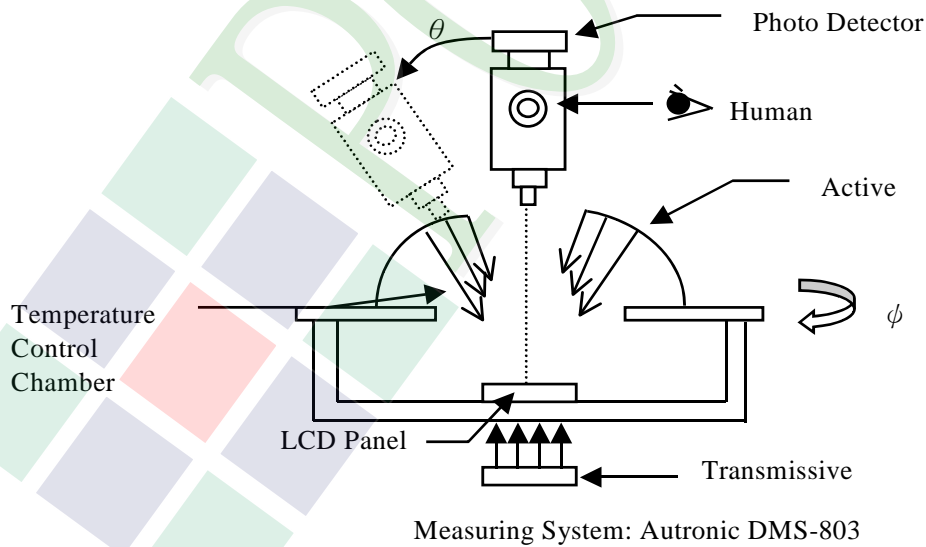 Photo Detector
θ
Human
Active
Temperature
Control
Chamber
ϕ
LCD Panel
Transmissive
Measuring System: Autronic DMS-803